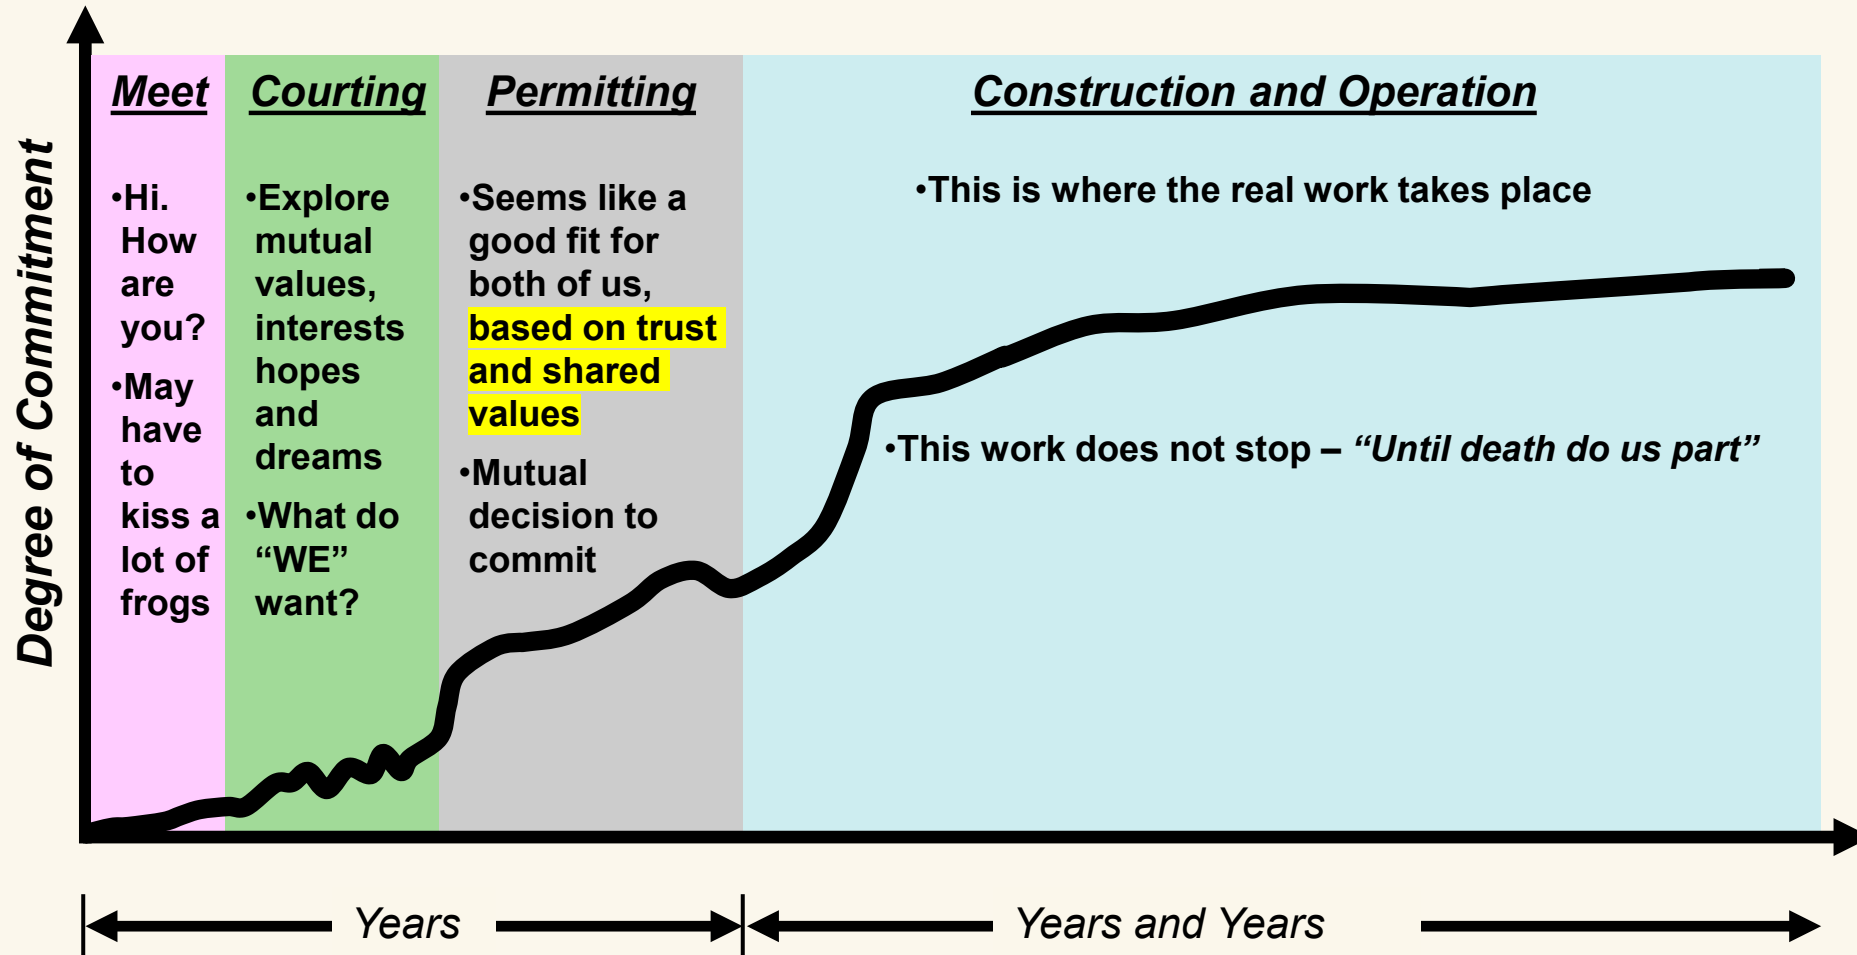 Degree of Commitment
Meet
•Hi.
How
are
you?
•May
have
to
kiss a
lot of
frogs
Courting
•Explore
mutual
values,
interests
hopes
and
dreams
•What do
“WE”
want?
Permitting
•Seems like a
good fit for
both of us,
based on trust
and shared
values
•Mutual
decision to
commit
Construction and Operation
•This is where the real work takes place
•This work does not stop – “Until death do us part”
Years
Years and Years